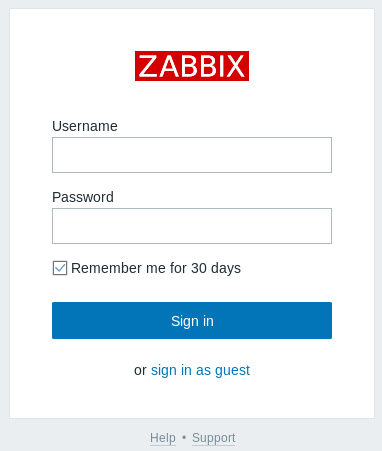 ZABBIX
Username
Password
Remember me for 30 days
Sign in
or sign in as guest
Help • Support